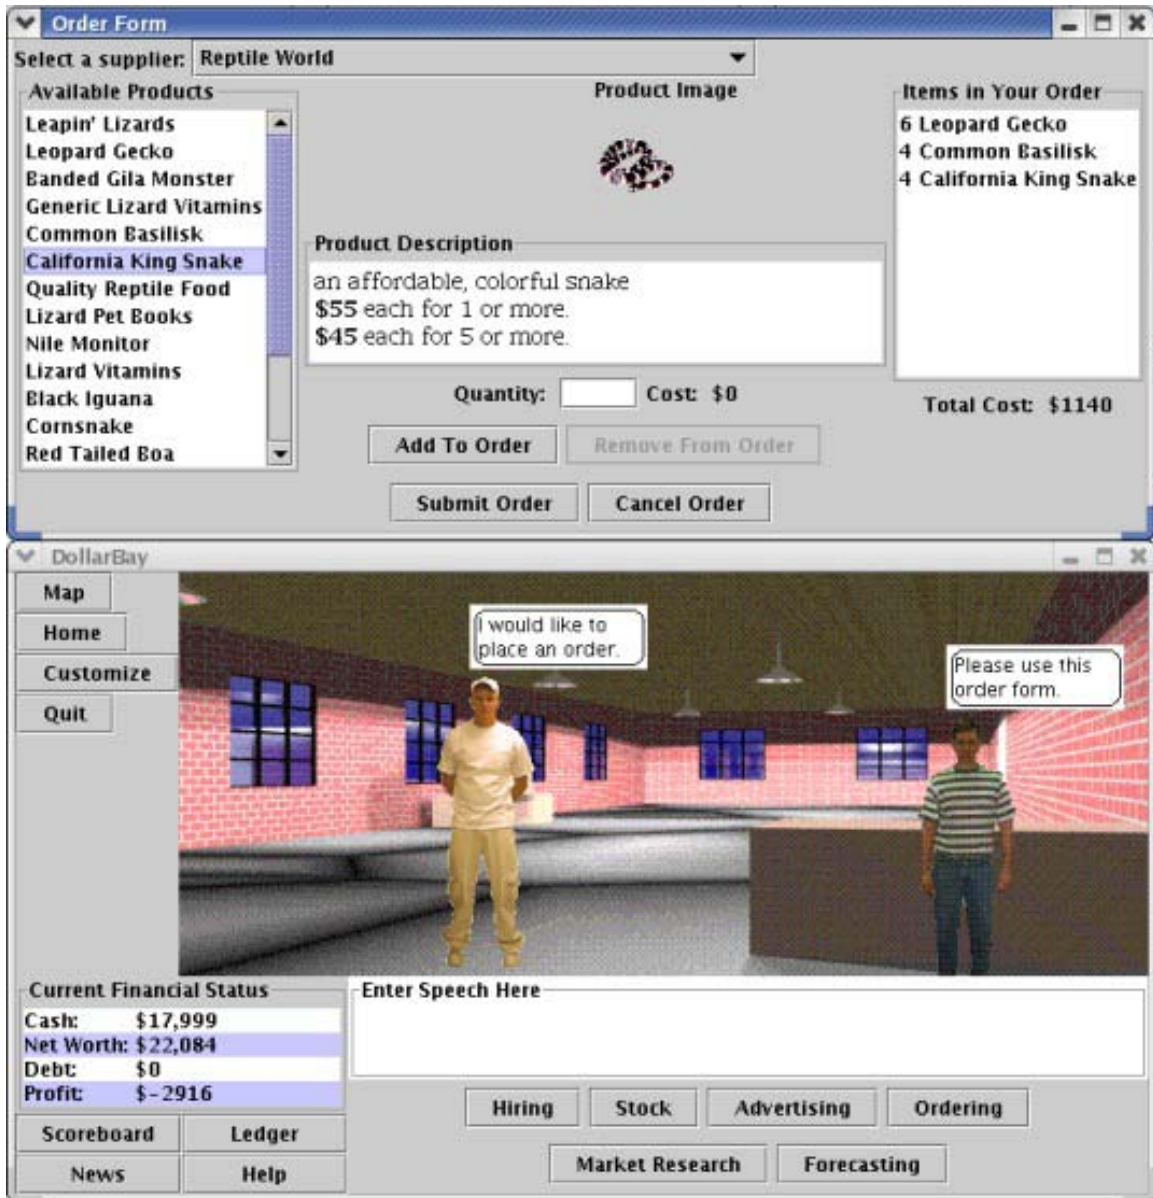 Order Form
Select a supplier: Reptile World
Available Products
Leapin' Lizards
Leopard Gecko
Banded Gila Monster
Generic Lizard Vitamins
Common Basilisk
California King Snake
Quality Reptile Food
Lizard Pet Books
Nile Monitor
Lizard Vitamins
Black Iguana
Cornsnake
Red Tailed Boa
Product Image
Product Description
an affordable, colorful snake
$55 each for 1 or more.
$45 each for 5 or more.
Quantity: Cost: $0
Add To Order Remove From Order
Submit Order Cancel Order
Items in Your Order
6 Leopard Gecko
4 Common Basilisk
4 California King Snake
Total Cost: $1140
DollarBay
Map
Home
Customize
Quit
I would like to
place an order.
Please use this
order form.
Current Financial Status
Cash: $17,999
Net Worth: $22,084
Debt: $0
Profit: $-2916
Scoreboard Ledger
News Help
Enter Speech Here
Hiring Stock Advertising Ordering
Market Research Forecasting